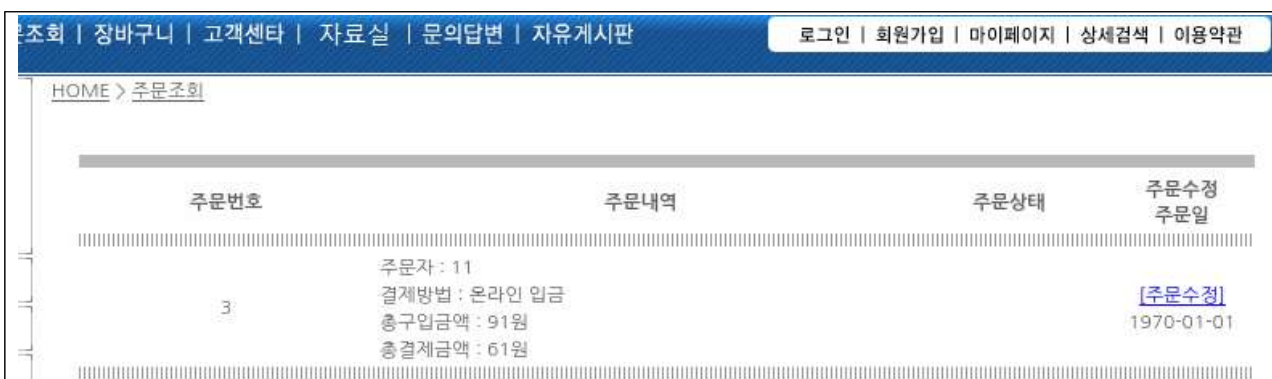 조회 | 장바구니 | 고객센타 | 자료실 | 문의답변 | 자유게시판
로그인 | 회원가입 | 마이페이지 | 상세검색 | 이용약관
HOME > 주문조회
주문번호 주문내역 주문상태 주문수정
주문일
주문자 : 11
결제방법 : 온라인 입금
3
[주문수정]
총구입금액 : 91원
1970-01-01
총결제금액 : 61원